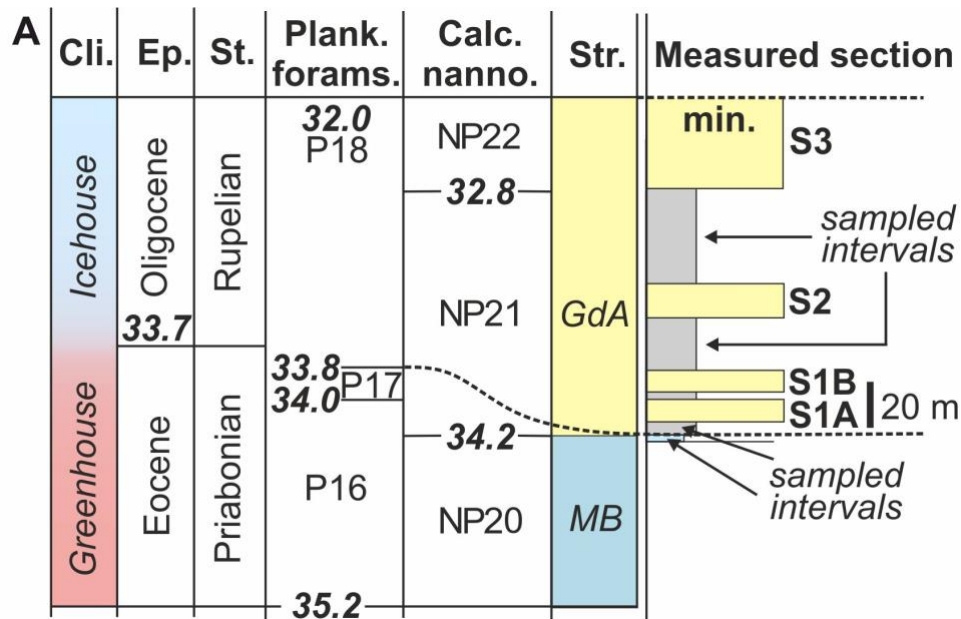 A
Cli.
Ep.
St.
Plank.
forams.
Calc.
nanno.
Str.
Measured section
Icehouse
Greenhouse
Oligocene
33.7
Eocene
Rupelian
Priabonian
32.0
P18
33.8
P17
34.0
P16
35.2
NP22
32.8
NP21
34.2
NP20
GdA
MB
min.
S3
sampled
intervals
S2
S1B
S1A
20 m
sampled
intervals